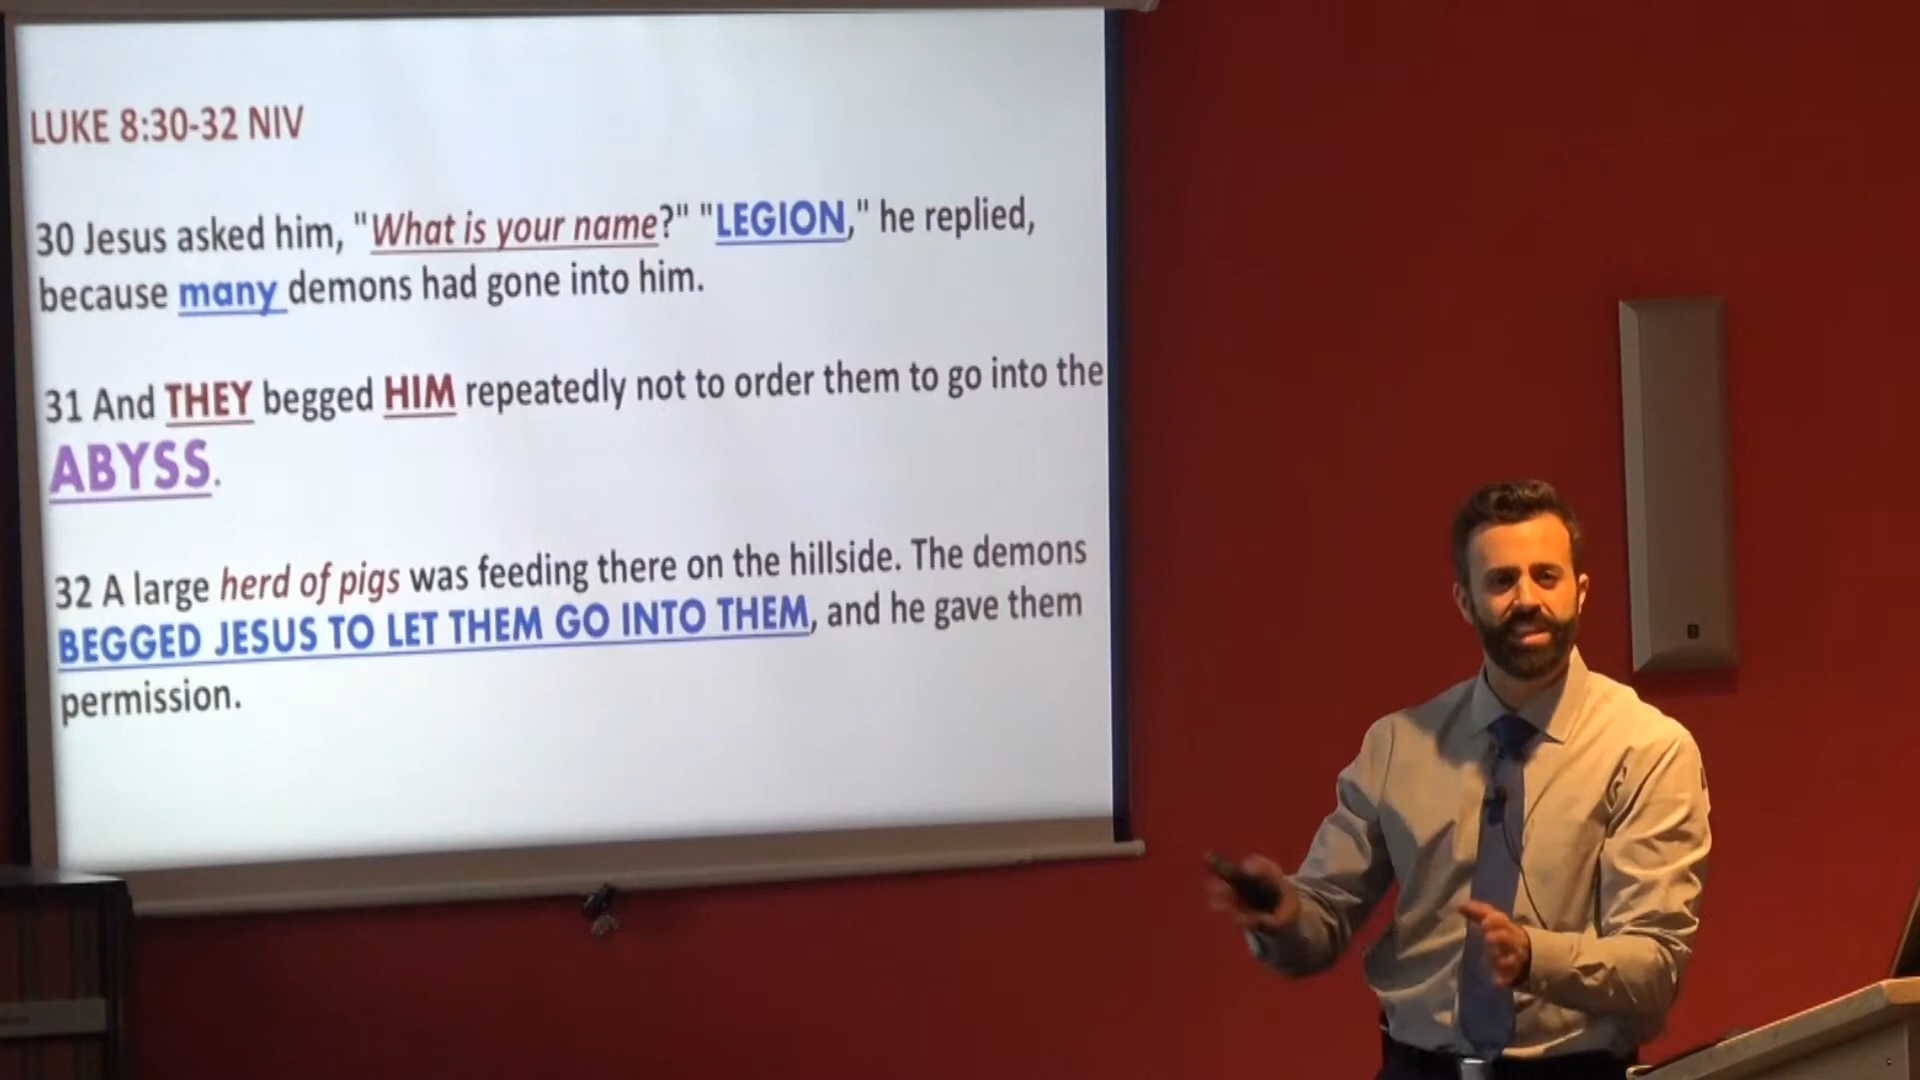 LUKE 8:30-32 NIV
30 Jesus asked him, "What is your name?" "LEGION," he replied,
because many demons had gone into him.
31 And THEY begged HIM repeatedly not to order them to go into the
ABYSS.
32 A large herd of pigs was feeding there on the hillside. The demons
BEGGED JESUS TO LET THEM GO INTO THEM, and he gave them
permission.